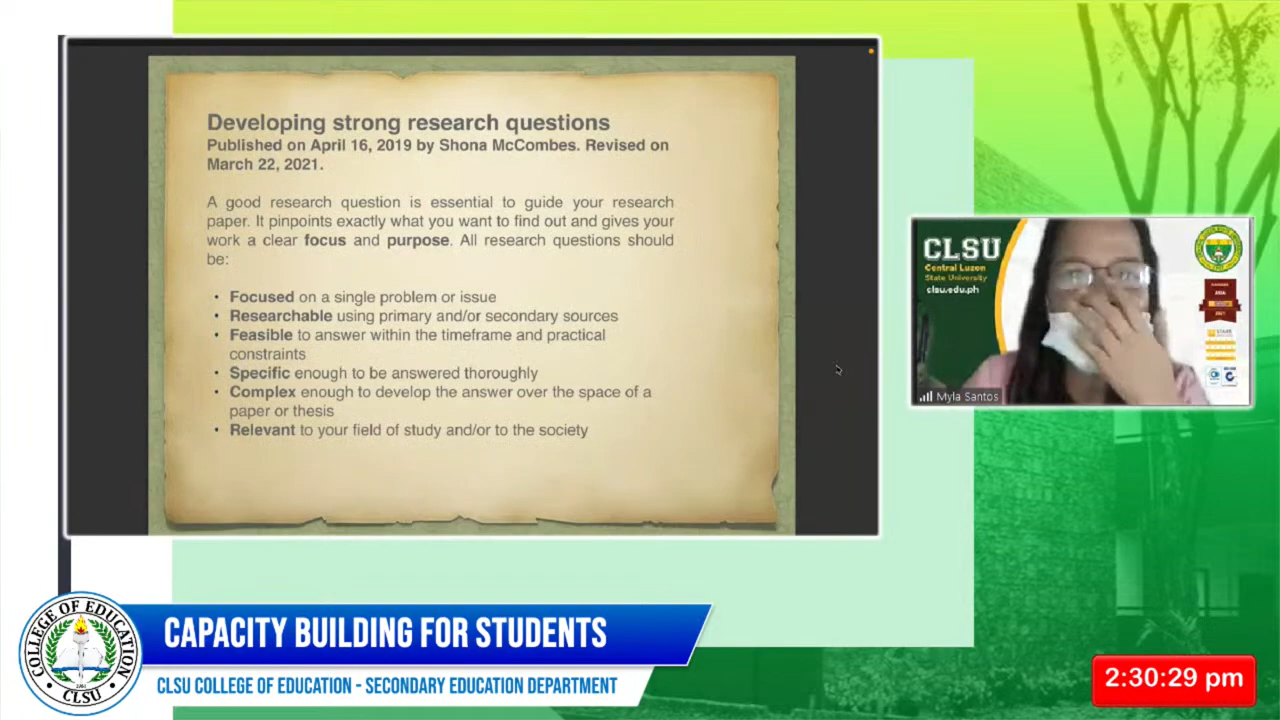 Developing strong research questions
Published on April 16, 2019 by Shona McCombes. Revised on
March 22, 2021.
A good research question is essential to guide your research
paper. It pinpoints exactly what you want to find out and gives your
work a clear focus and purpose. All research questions should
be:
• Focused on a single problem or issue
• Researchable using primary and/or secondary sources
• Feasible to answer within the timeframe and practical
constraints
• Specific enough to be answered thoroughly
• Complex enough to develop the answer over the space of a
paper or thesis
• Relevant to your field of study and/or to the society
CLSU
Central Luzon
State University
clsu.edu.ph
Myla Santos
COLLEGE OF EDUCATION
CLSU
CAPACITY BUILDING FOR STUDENTS
CLSU COLLEGE OF EDUCATION - SECONDARY EDUCATION DEPARTMENT
2:30:29 pm